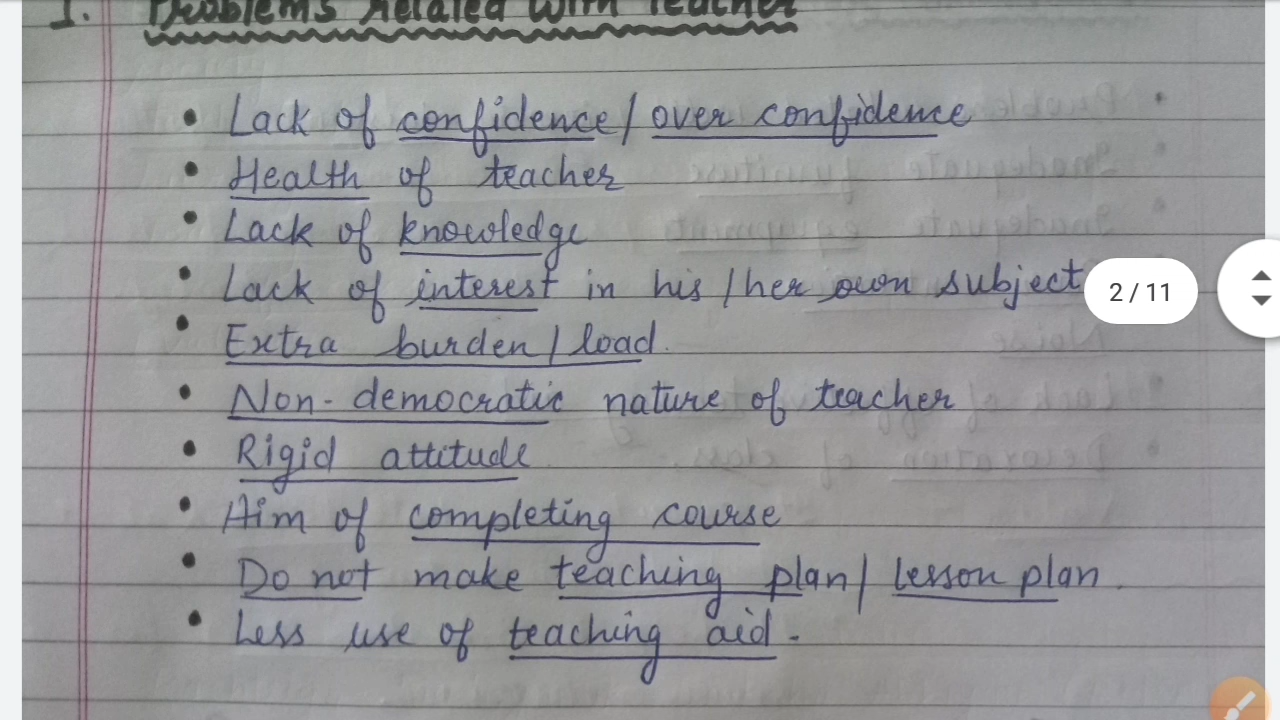 1. Problems Related with Teacher
• Lack of confidence / over confidence
• Health of teacher
• Lack of knowledge
• Lack of interest in his / her own subject
2 / 11
• Extra burden / load.
• Non-democratic nature of teacher
• Rigid attitude
• Aim of completing course
• Do not make teaching plan / lesson plan.
• Less use of teaching aid.